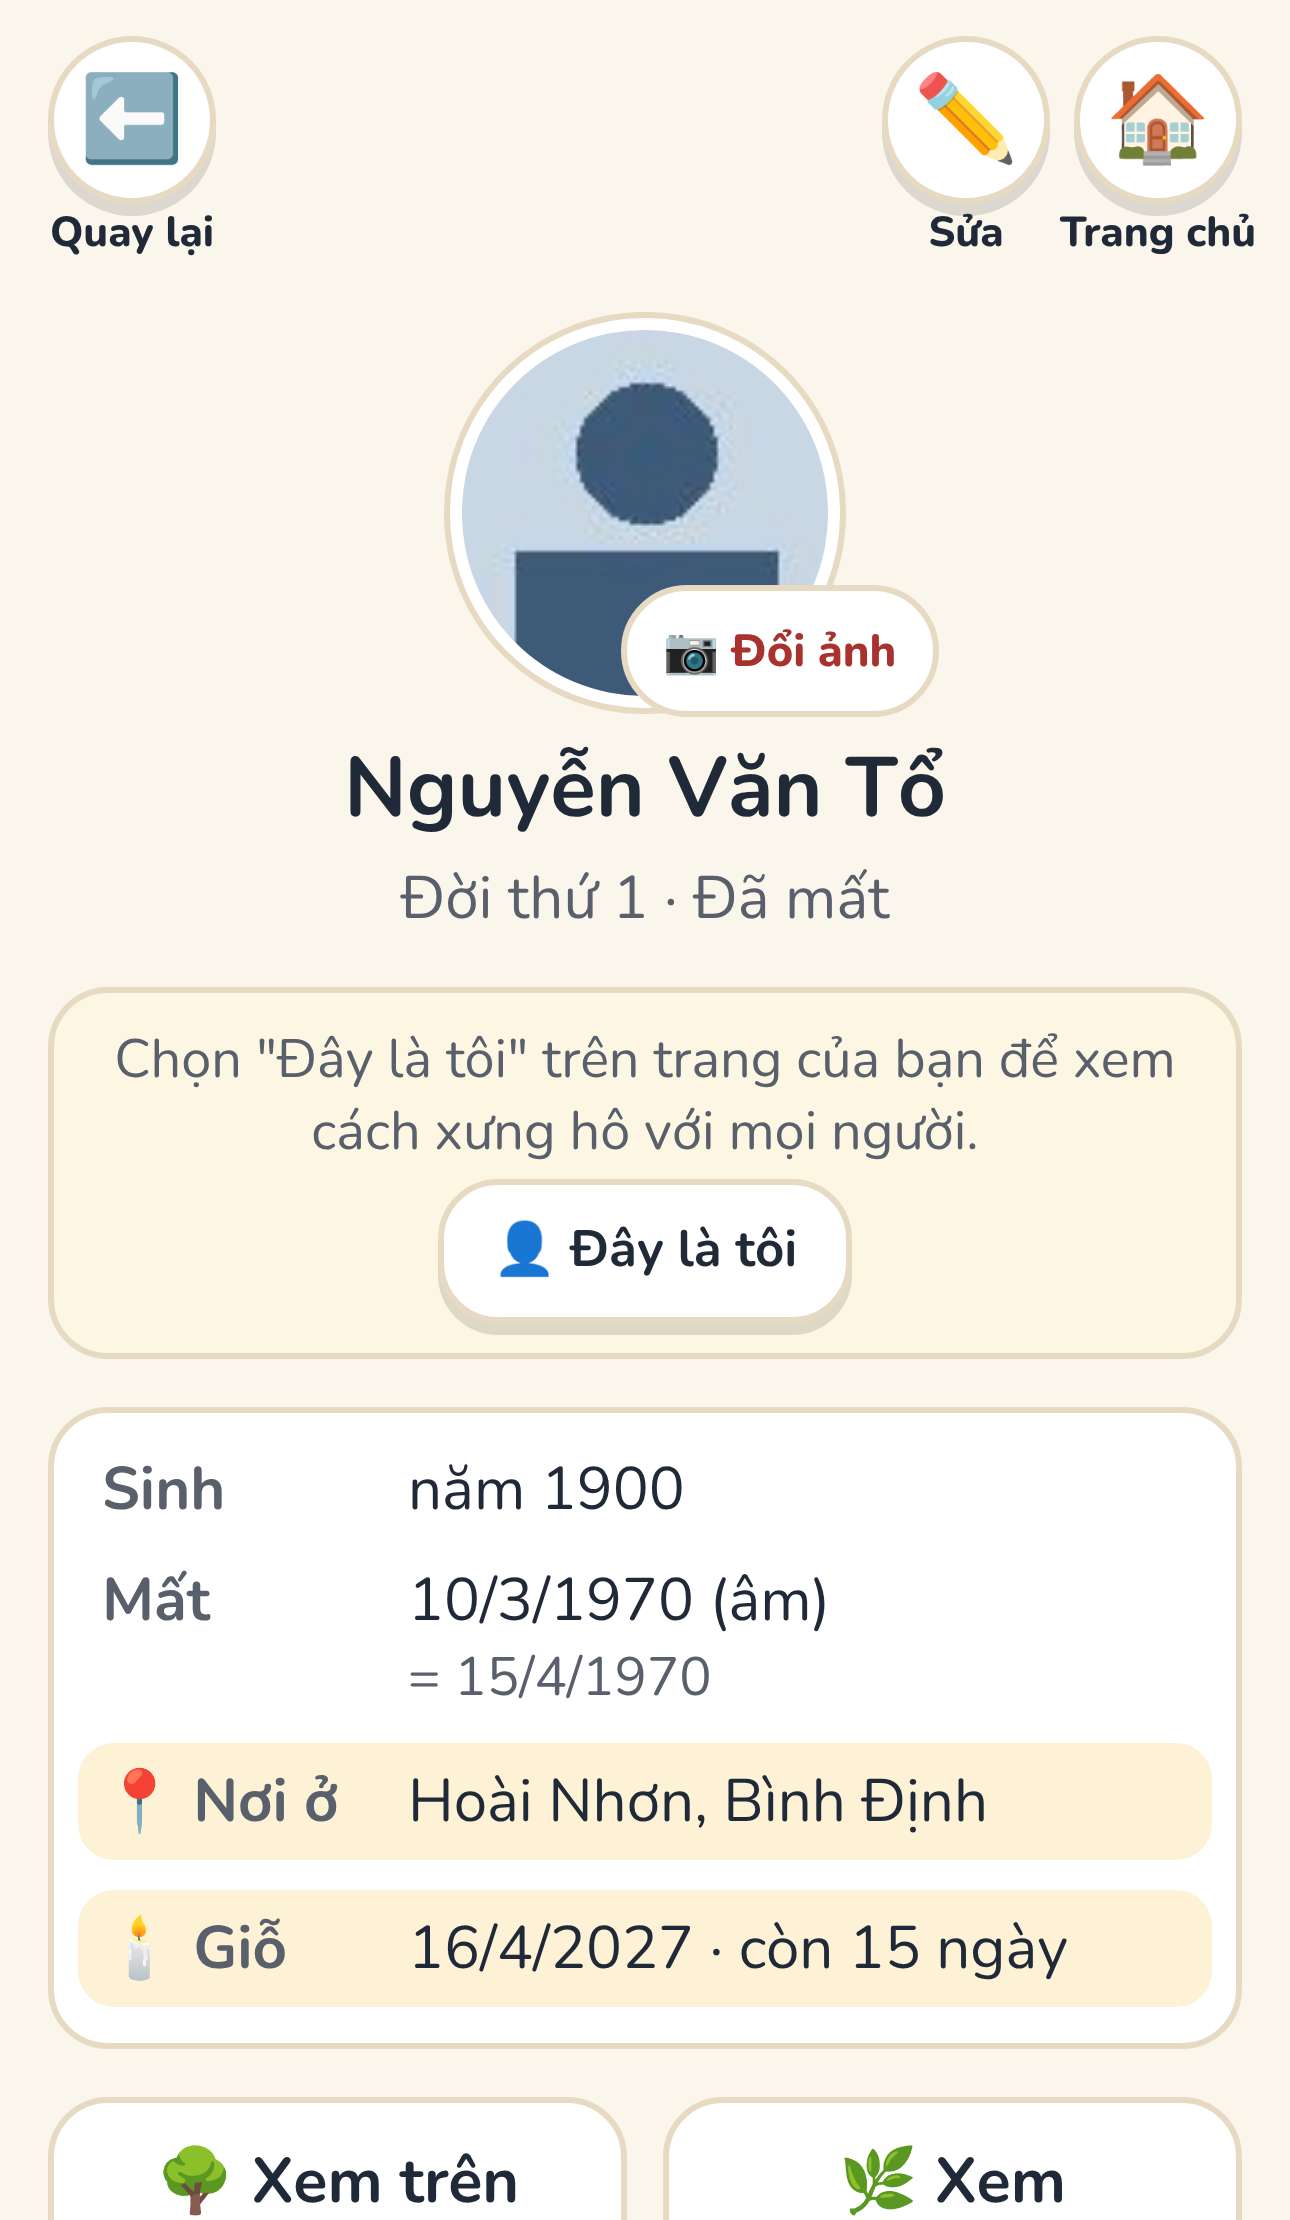 Quay lại
Sửa
Trang chủ
Đổi ảnh
Nguyễn Văn Tổ
Đời thứ 1 · Đã mất
Chọn "Đây là tôi" trên trang của bạn để xem
cách xưng hô với mọi người.
Đây là tôi
Sinh năm 1900
Mất 10/3/1970 (âm)
= 15/4/1970
Nơi ở Hoài Nhơn, Bình Định
Giỗ 16/4/2027 · còn 15 ngày
Xem trên
Xem